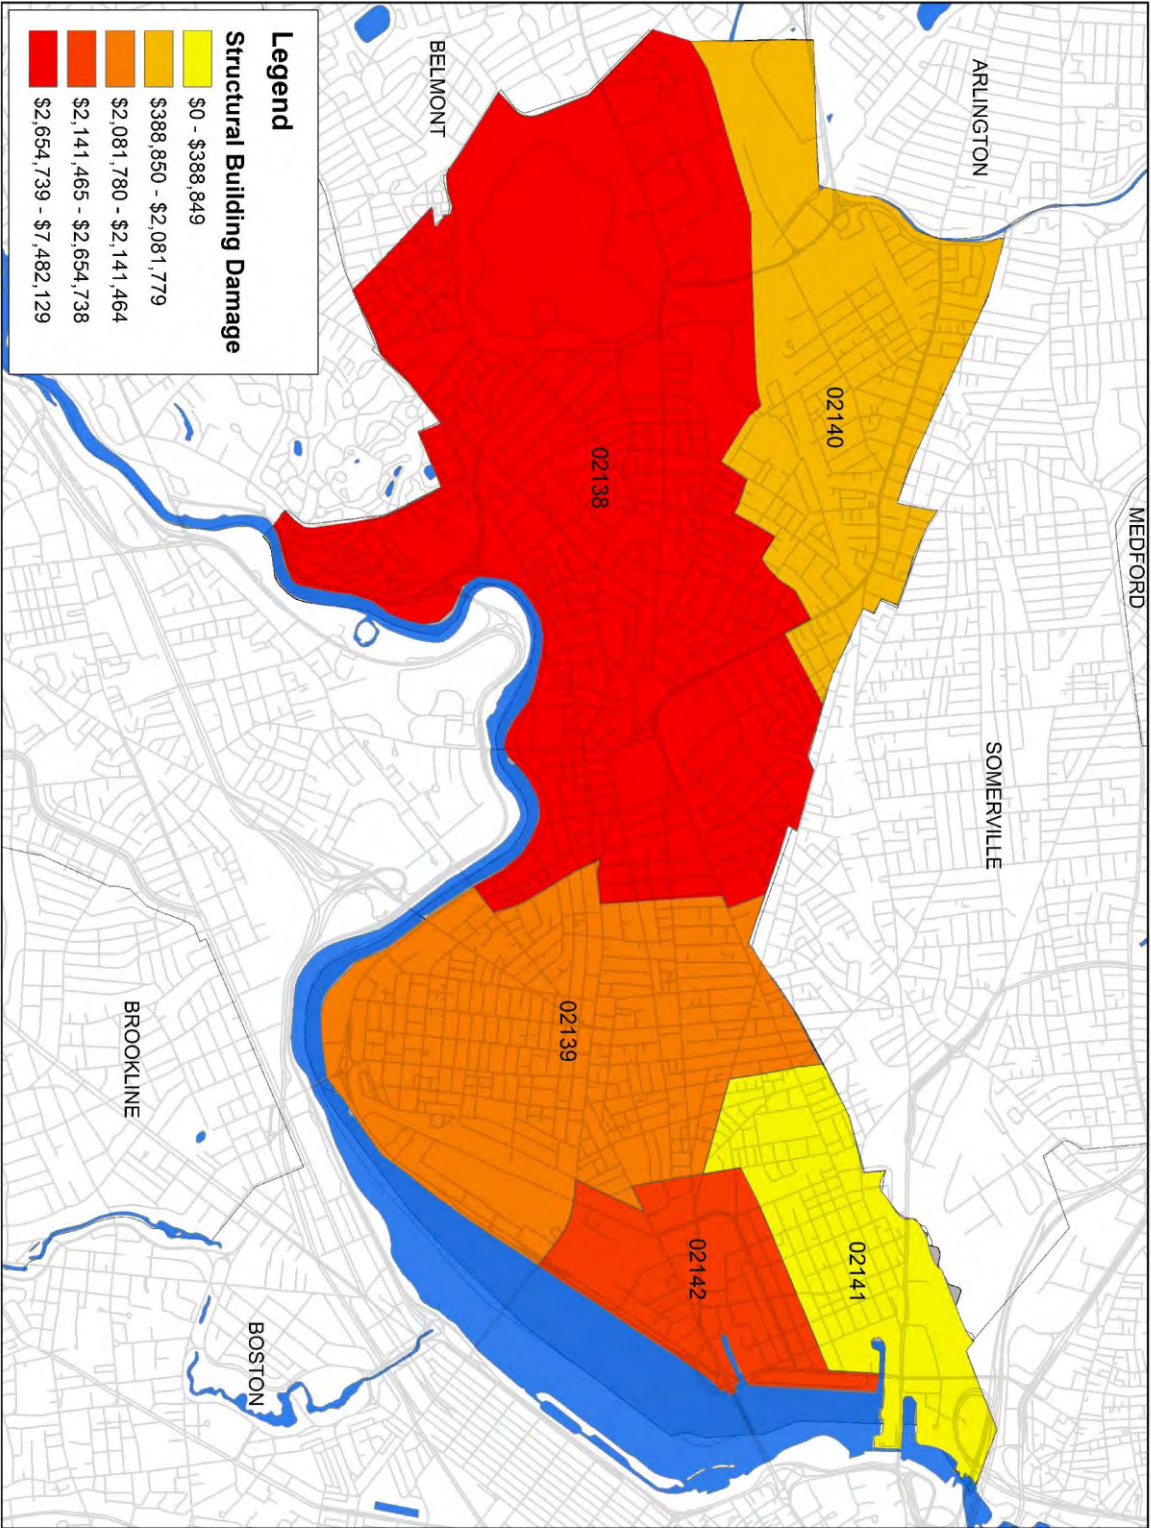 ARLINGTON
MEDFORD
BELMONT
SOMERVILLE
02140
02138
02139
02141
02142
BROOKLINE
BOSTON
Legend
Structural Building Damage
$0 - $388,849
$388,850 - $2,081,779
$2,081,780 - $2,141,464
$2,141,465 - $2,654,738
$2,654,739 - $7,482,129